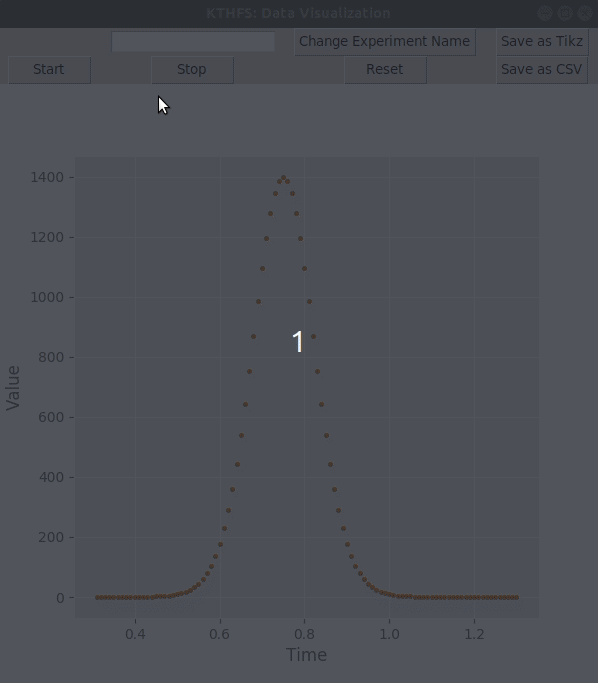 KTHFS: Data Visualization
Change Experiment Name Save as Tikz
Start Stop Reset Save as CSV
1400
1200
1000
800
600
400
200
0
Value
1
0.4 0.6 0.8 1.0 1.2
Time